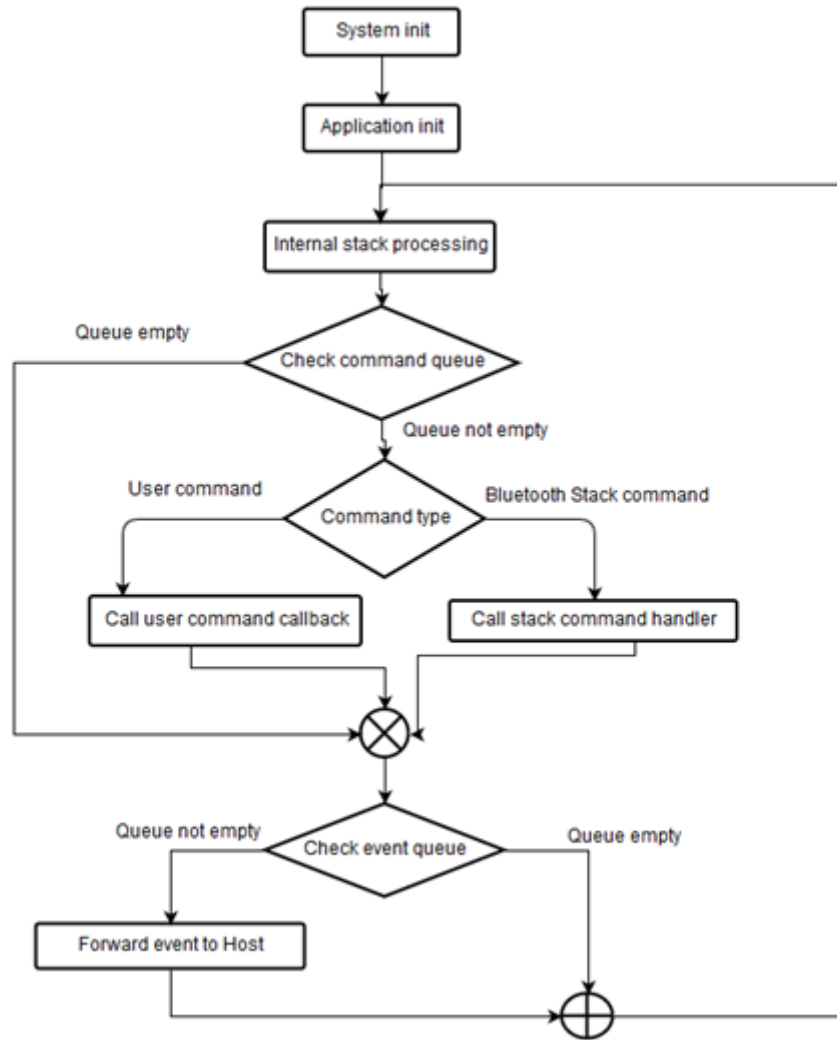 System init
Application init
Internal stack processing
Queue empty
Check command queue
Queue not empty
User command
Bluetooth Stack command
Command type
Call user command callback
Call stack command handler
Queue not empty
Queue empty
Check event queue
Forward event to Host